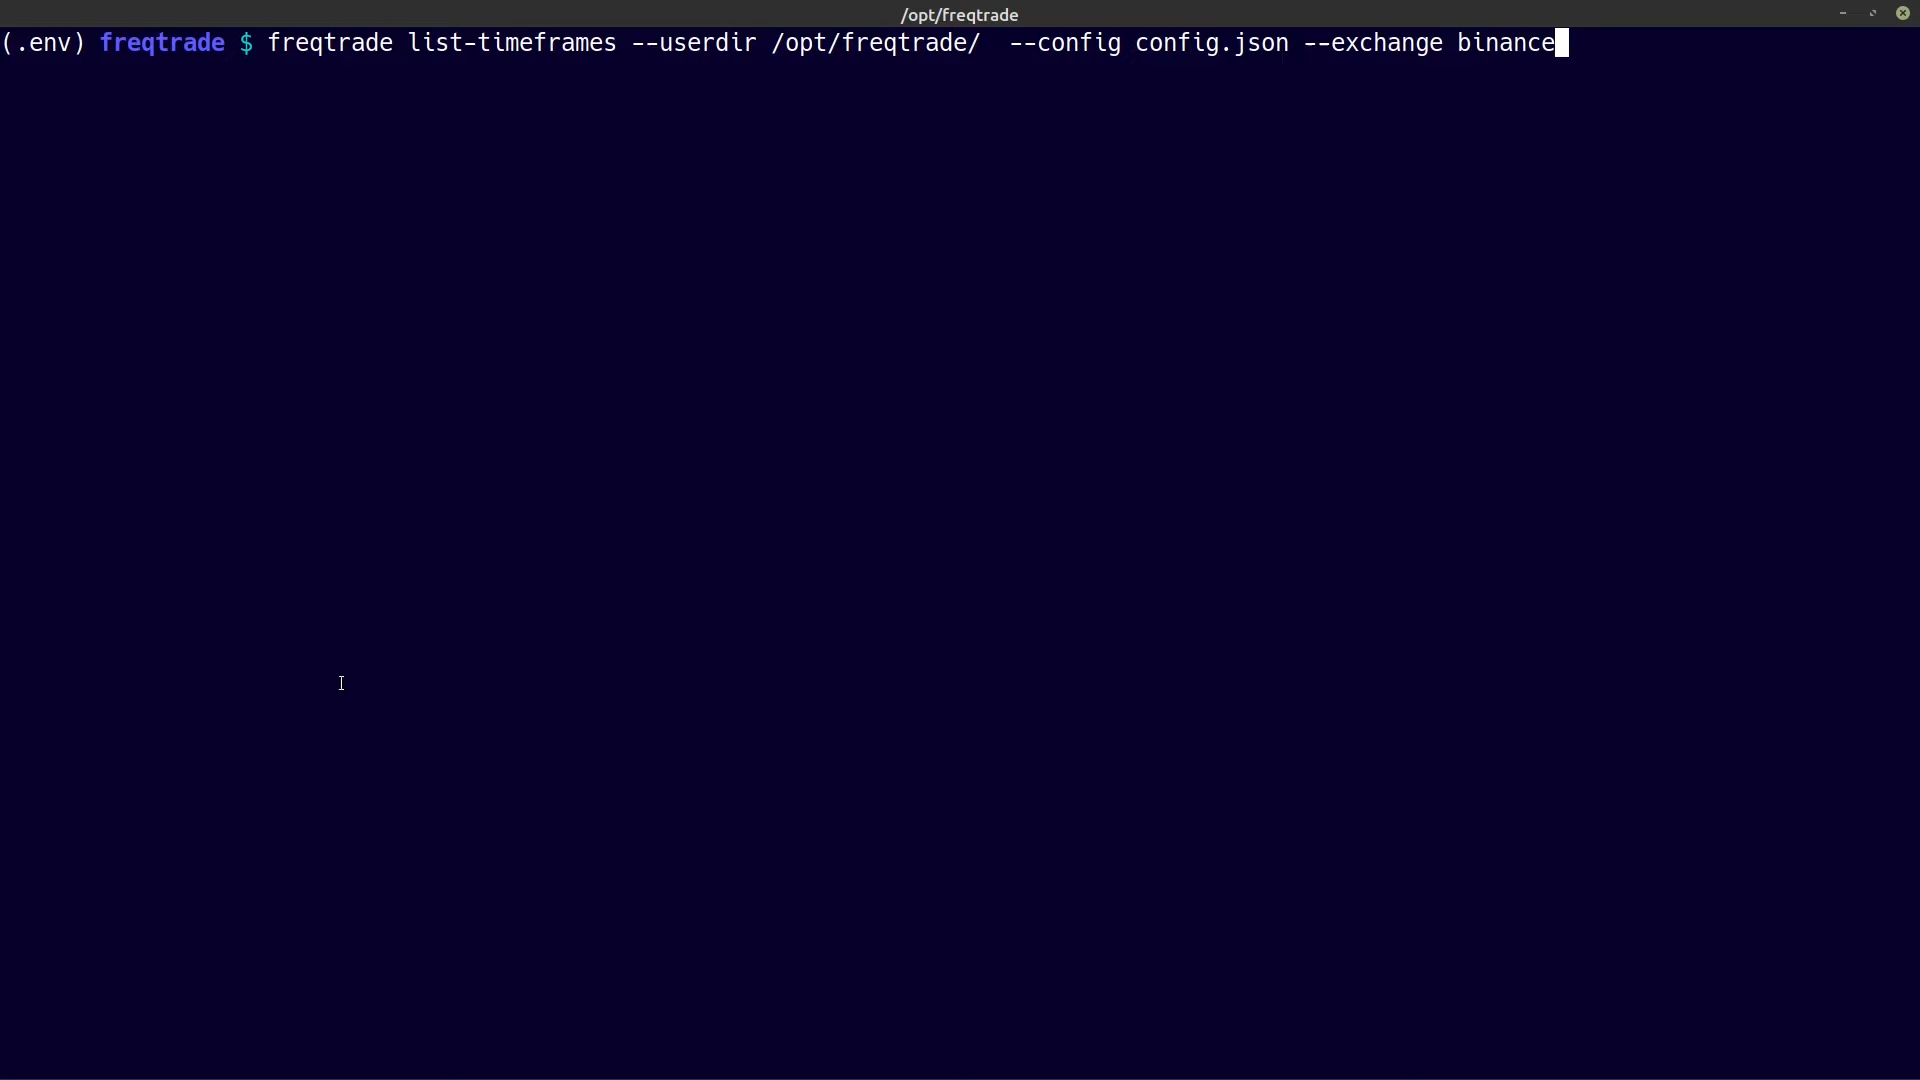 /opt/freqtrade
(.env) freqtrade $ freqtrade list-timeframes --userdir /opt/freqtrade/  --config config.json --exchange binance